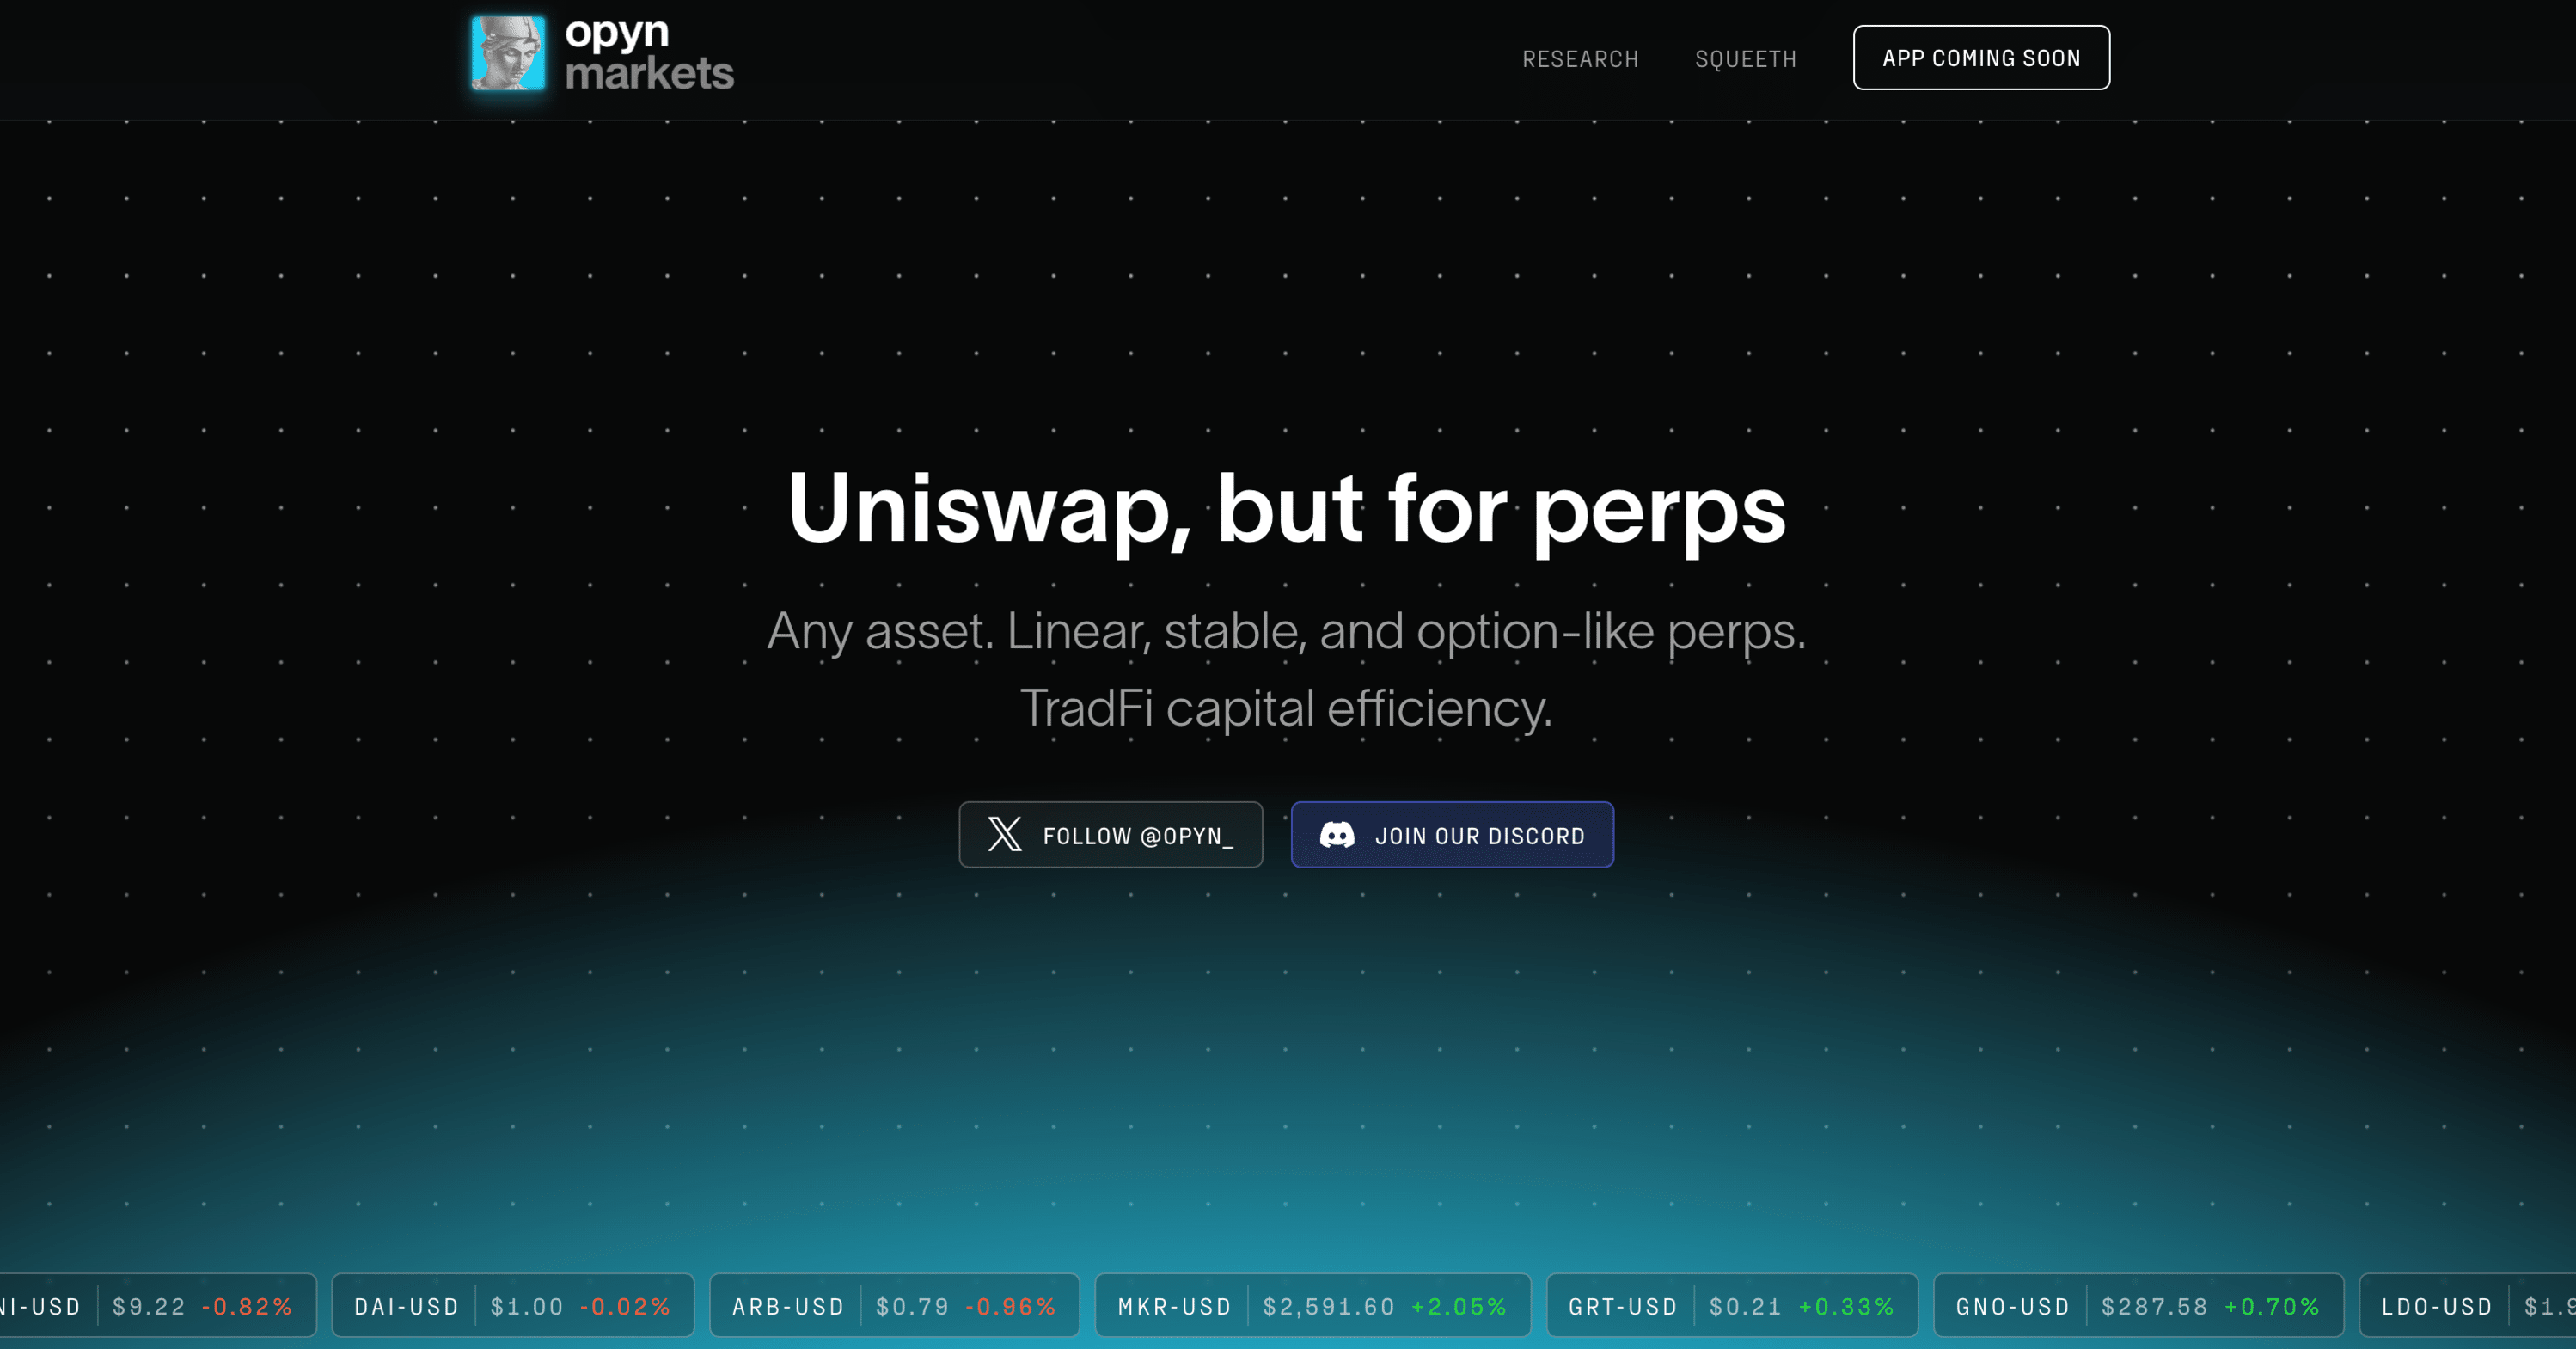 opyn
markets
RESEARCH
SQUEETH
APP COMING SOON
Uniswap, but for perps
Any asset. Linear, stable, and option-like perps.
TradFi capital efficiency.
FOLLOW @OPYN_
JOIN OUR DISCORD
NI-USD $9.22 -0.82%
DAI-USD $1.00 -0.02%
ARB-USD $0.79 -0.96%
MKR-USD $2,591.60 +2.05%
GRT-USD $0.21 +0.33%
GNO-USD $287.58 +0.70%
LDO-USD $1.9